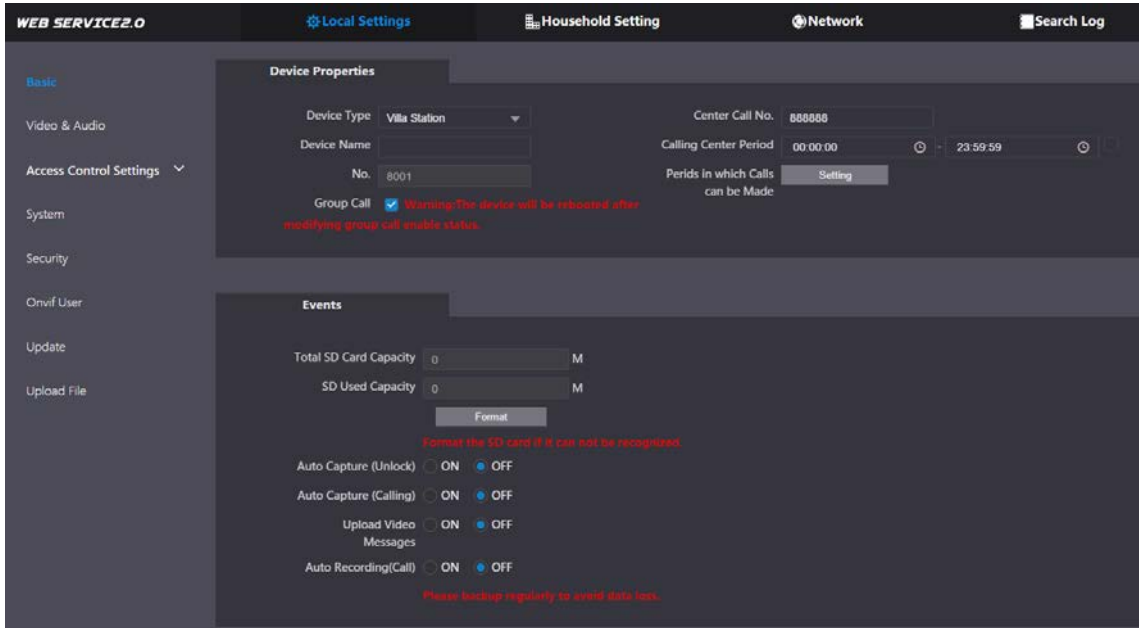 WEB SERVICE2.0
Local Settings
Household Setting
Network
Search Log
Basic
Video & Audio
Access Control Settings
System
Security
Onvif User
Update
Upload File
Device Properties
Device Type Villa Station
Device Name
No. 8001
Group Call Warning:The device will be rebooted after
modifying group call enable status.
Center Call No. 888888
Calling Center Period 00:00:00 - 23:59:59
Perids in which Calls Setting
can be Made
Events
Total SD Card Capacity 0 M
SD Used Capacity 0 M
Format
Format the SD card if it can not be recognized.
Auto Capture (Unlock) ON OFF
Auto Capture (Calling) ON OFF
Upload Video ON OFF
Messages
Auto Recording(Call) ON OFF
Please backup regularly to avoid data loss.